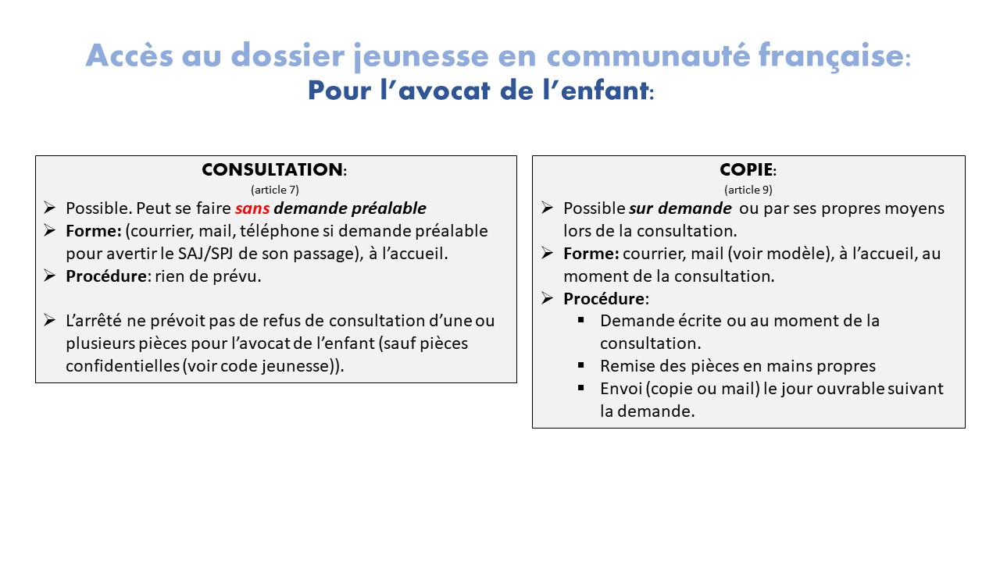 Accès au dossier jeunesse en communauté française:
Pour l’avocat de l’enfant:
CONSULTATION:
(article 7)
➢ Possible. Peut se faire sans demande préalable
➢ Forme: (courrier, mail, téléphone si demande préalable
pour avertir le SAJ/SPJ de son passage), à l’accueil.
➢ Procédure: rien de prévu.
➢ L’arrêté ne prévoit pas de refus de consultation d’une ou
plusieurs pièces pour l’avocat de l’enfant (sauf pièces
confidentielles (voir code jeunesse)).
COPIE:
(article 9)
➢ Possible sur demande ou par ses propres moyens
lors de la consultation.
➢ Forme: courrier, mail (voir modèle), à l’accueil, au
moment de la consultation.
➢ Procédure:
▪ Demande écrite ou au moment de la
consultation.
▪ Remise des pièces en mains propres
▪ Envoi (copie ou mail) le jour ouvrable suivant
la demande.